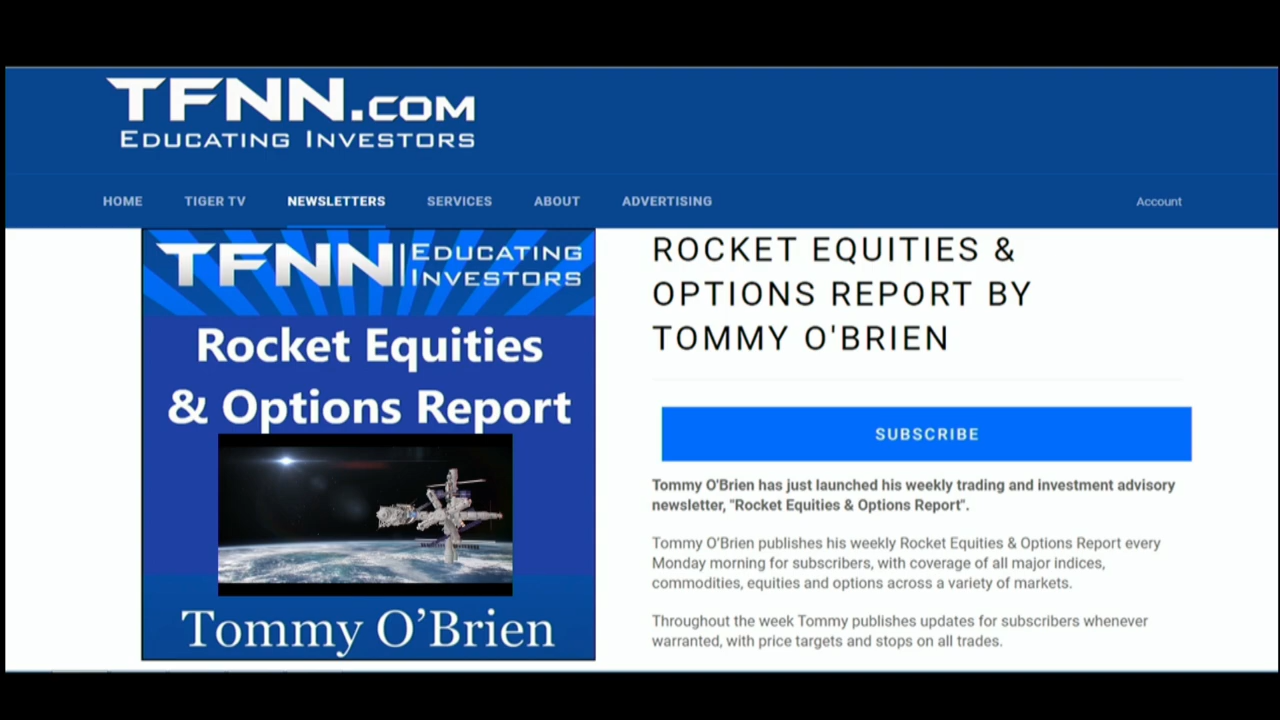 TFNN.COM
EDUCATING INVESTORS
HOME TIGER TV NEWSLETTERS SERVICES ABOUT ADVERTISING Account
TFNN EDUCATING
INVESTORS
Rocket Equities
& Options Report
Tommy O’Brien
ROCKET EQUITIES &
OPTIONS REPORT BY
TOMMY O'BRIEN
SUBSCRIBE
Tommy O'Brien has just launched his weekly trading and investment advisory
newsletter, "Rocket Equities & Options Report".
Tommy O’Brien publishes his weekly Rocket Equities & Options Report every
Monday morning for subscribers, with coverage of all major indices,
commodities, equities and options across a variety of markets.
Throughout the week Tommy publishes updates for subscribers whenever
warranted, with price targets and stops on all trades.